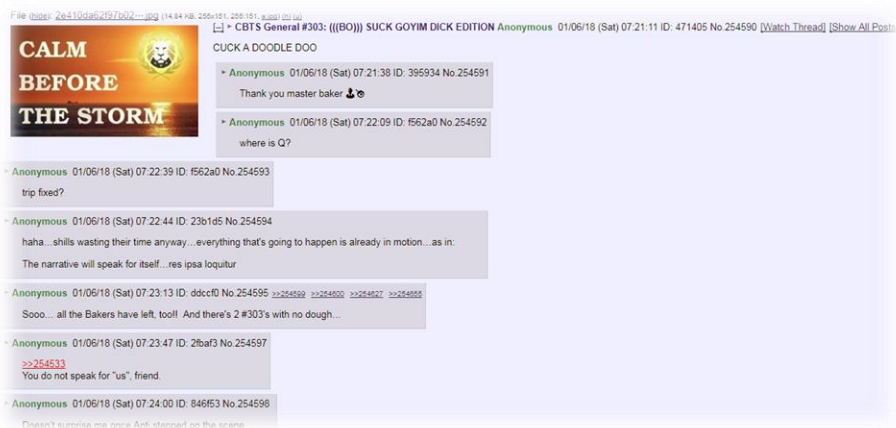 File (hide): 2e410da62f97b02⋯.jpg (14.84 KB, 255x151, 256:151, w.jpg) (h) (u)
[–] ▶ CBTS General #303: (((BO))) SUCK GOYIM DICK EDITION Anonymous 01/06/18 (Sat) 07:21:11 ID: 471405 No.254590 [Watch Thread] [Show All Posts
CALM
BEFORE
THE STORM
CUCK A DOODLE DOO
▶ Anonymous 01/06/18 (Sat) 07:21:38 ID: 395934 No.254591
Thank you master baker
▶ Anonymous 01/06/18 (Sat) 07:22:09 ID: f562a0 No.254592
where is Q?
▶ Anonymous 01/06/18 (Sat) 07:22:39 ID: f562a0 No.254593
trip fixed?
▶ Anonymous 01/06/18 (Sat) 07:22:44 ID: 23b1d5 No.254594
haha…shills wasting their time anyway…everything that's going to happen is already in motion…as in:
The narrative will speak for itself…res ipsa loquitur
▶ Anonymous 01/06/18 (Sat) 07:23:13 ID: ddccf0 No.254595 >>254599 >>254600 >>254627 >>254655
Sooo… all the Bakers have left, too!! And there's 2 #303's with no dough…
▶ Anonymous 01/06/18 (Sat) 07:23:47 ID: 2fbaf3 No.254597
>>254533
You do not speak for "us", friend.
▶ Anonymous 01/06/18 (Sat) 07:24:00 ID: 846f53 No.254598
Doesn't surprise me once Anti stepped on the scene